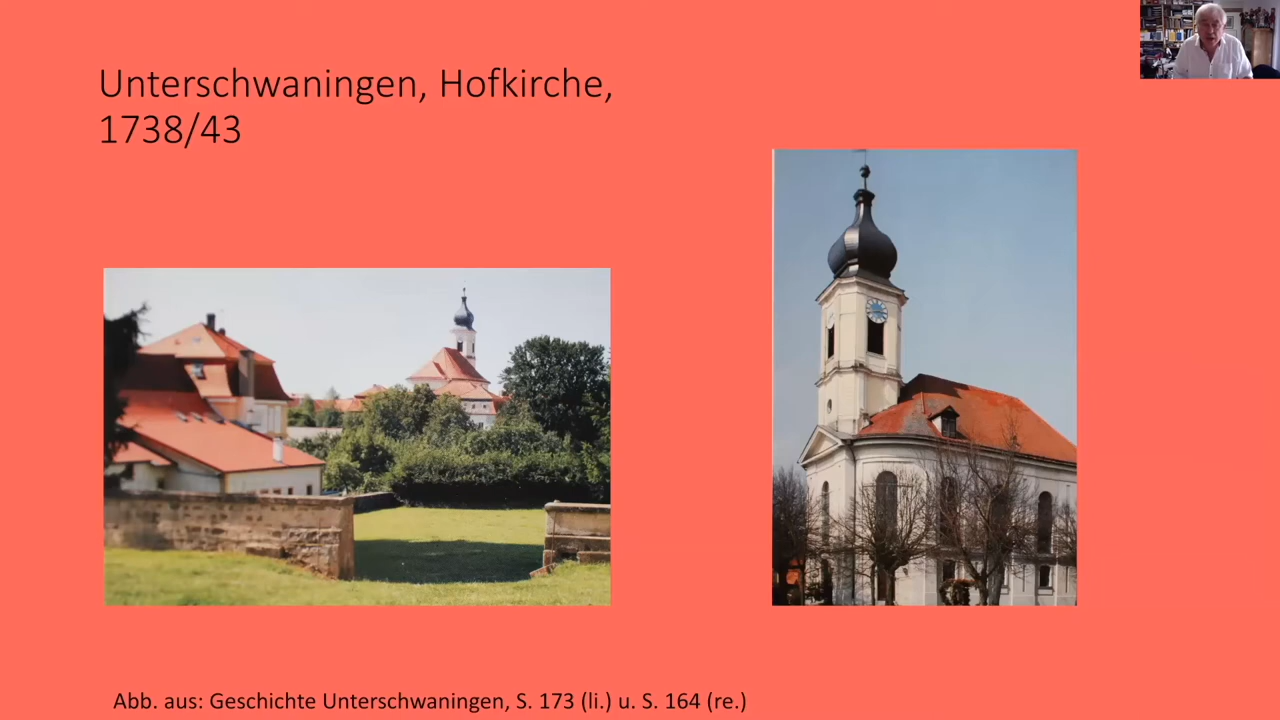 Unterschwaningen, Hofkirche,
1738/43
Abb. aus: Geschichte Unterschwaningen, S. 173 (li.) u. S. 164 (re.)